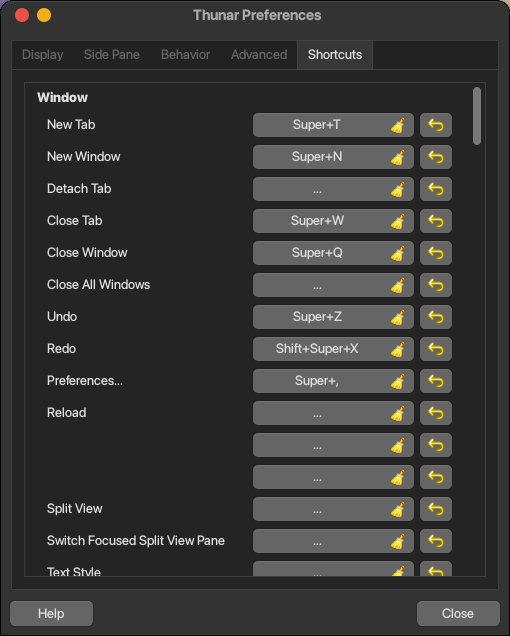 Thunar Preferences
Display Side Pane Behavior Advanced Shortcuts
Window
New Tab Super+T
New Window Super+N
Detach Tab ...
Close Tab Super+W
Close Window Super+Q
Close All Windows ...
Undo Super+Z
Redo Shift+Super+X
Preferences... Super+,
Reload ...
...
...
Split View ...
Switch Focused Split View Pane ...
Text Style ...
Help Close